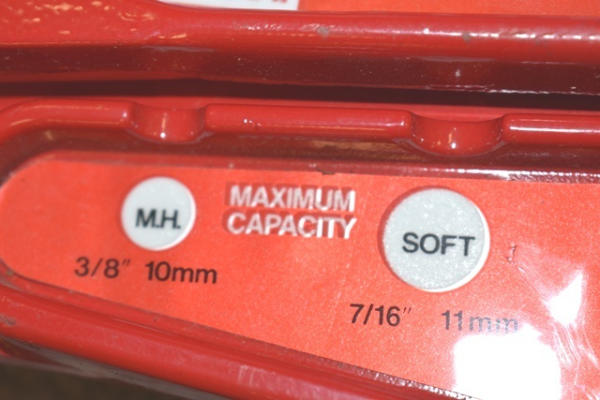 MAXIMUM
CAPACITY
M.H.
3/8" 10mm
SOFT
7/16" 11mm